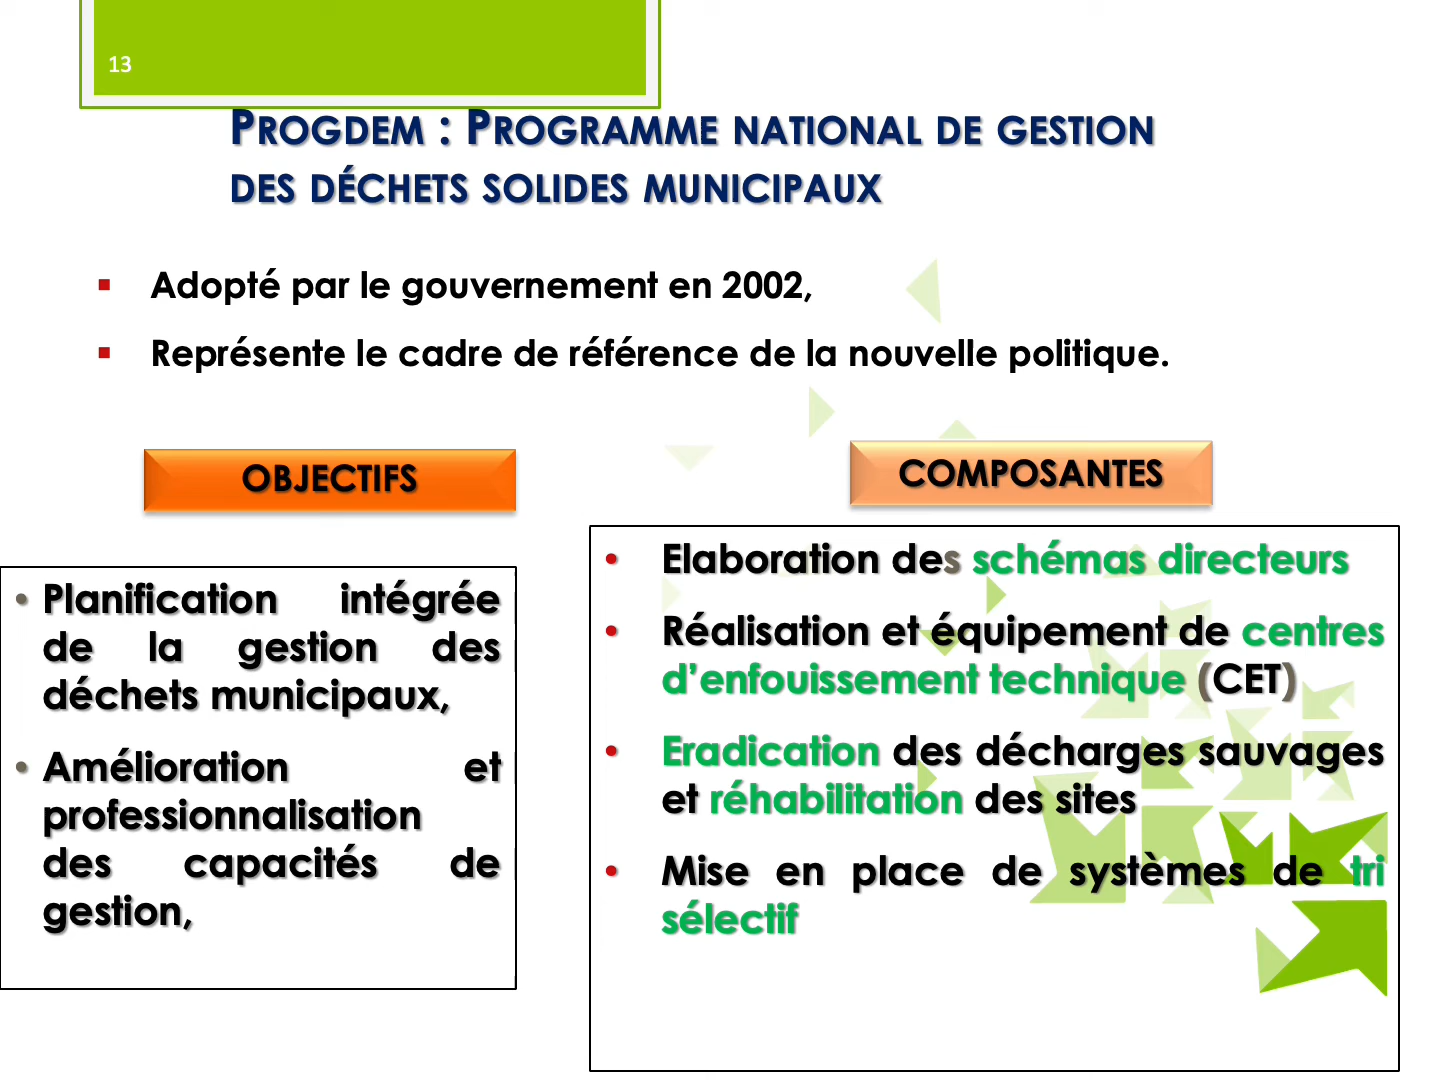 13
PROGDEM : PROGRAMME NATIONAL DE GESTION
DES DÉCHETS SOLIDES MUNICIPAUX
▪ Adopté par le gouvernement en 2002,
▪ Représente le cadre de référence de la nouvelle politique.
OBJECTIFS
• Planification intégrée
de la gestion des
déchets municipaux,
• Amélioration et
professionnalisation
des capacités de
gestion,
COMPOSANTES
• Elaboration des schémas directeurs
• Réalisation et équipement de centres
d’enfouissement technique (CET)
• Eradication des décharges sauvages
et réhabilitation des sites
• Mise en place de systèmes de tri
sélectif